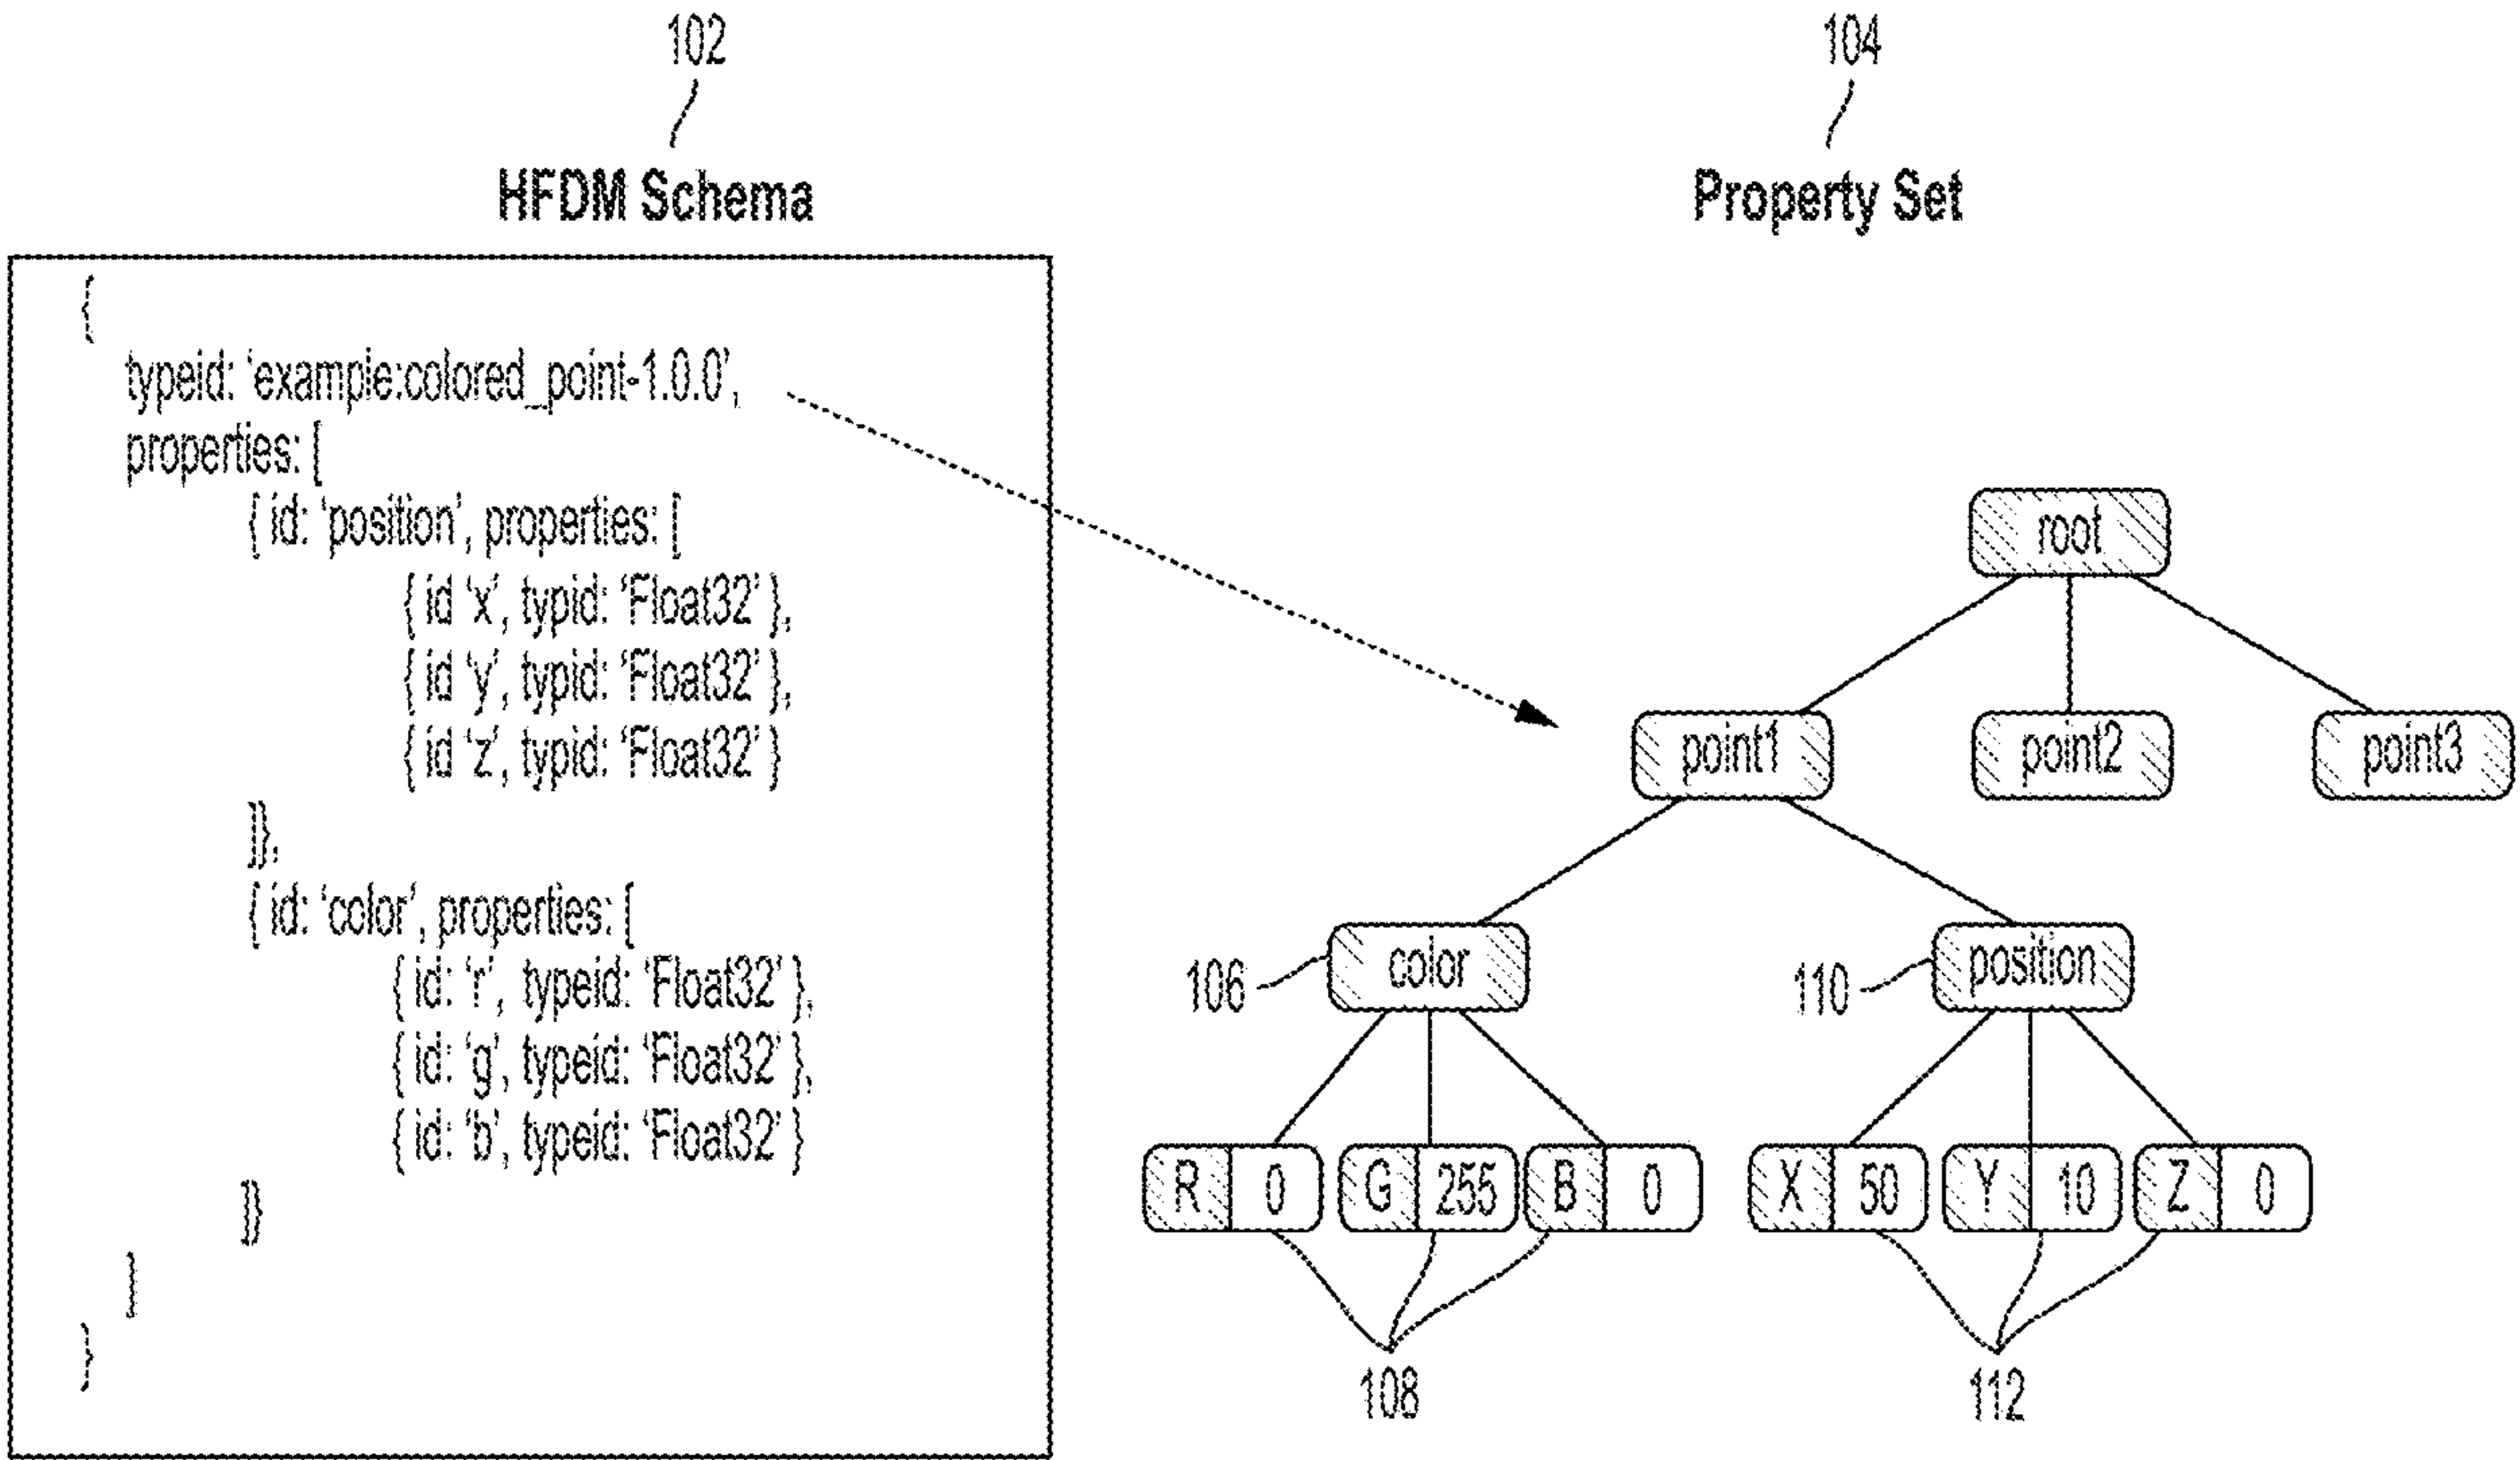 102
HFDM Schema
{
typeid: 'example:colored_point-1.0.0',
properties: [
{ id: 'position', properties: [
{ id 'x', typid: 'Float32' },
{ id 'y', typid: 'Float32' },
{ id 'z', typid: 'Float32' }
]},
{ id: 'color', properties: [
{ id: 'r', typeid: 'Float32' },
{ id: 'g', typeid: 'Float32' },
{ id: 'b', typeid: 'Float32' }
]}
]
}
104
Property Set
root
point1 point2 point3
106 color 110 position
R 0 G 255 B 0 X 50 Y 10 Z 0
108 112